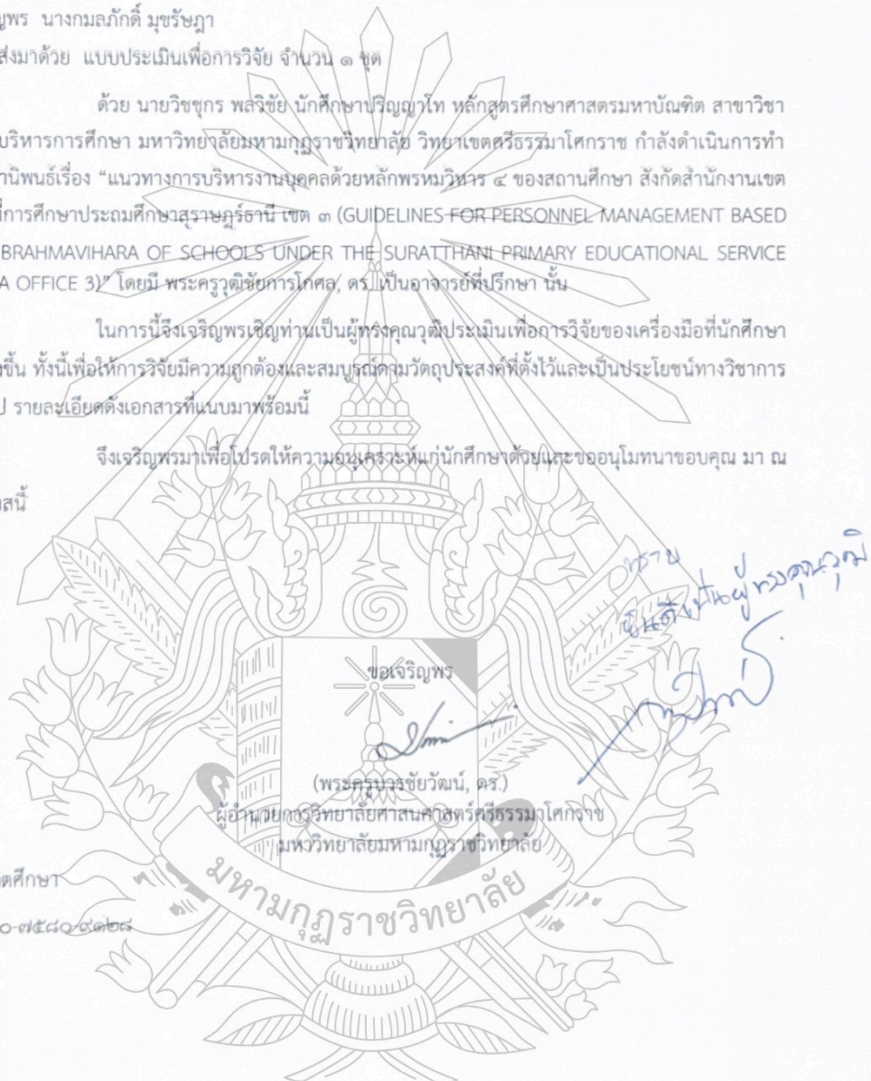 ญพร นางกมลภักดิ์ มุขรัษฎา
ส่งมาด้วย แบบประเมินเพื่อการวิจัย จำนวน ๑ ชุด
ด้วย นายวิชชุกร พลวิชัย นักศึกษาปริญญาโท หลักสูตรศึกษาศาสตรมหาบัณฑิต สาขาวิชา
บริหารการศึกษา มหาวิทยาลัยมหามกุฏราชวิทยาลัย วิทยาเขตศรีธรรมาโศกราช กำลังดำเนินการทำ
านิพนธ์เรื่อง “แนวทางการบริหารงานบุคคลด้วยหลักพรหมวิหาร ๔ ของสถานศึกษา สังกัดสำนักงานเขต
ที่การศึกษาประถมศึกษาสุราษฎร์ธานี เขต ๓ (GUIDELINES FOR PERSONNEL MANAGEMENT BASED
BRAHMAVIHARA OF SCHOOLS UNDER THE SURATTHANI PRIMARY EDUCATIONAL SERVICE
A OFFICE 3)” โดยมี พระครูวุฒิชัยการโกศล, ดร. เป็นอาจารย์ที่ปรึกษา นั้น
ในการนี้จึงเจริญพรเชิญท่านเป็นผู้ทรงคุณวุฒิประเมินเพื่อการวิจัยของเครื่องมือที่นักศึกษา
งขึ้น ทั้งนี้เพื่อให้การวิจัยมีความถูกต้องและสมบูรณ์ตามวัตถุประสงค์ที่ตั้งไว้และเป็นประโยชน์ทางวิชาการ
ป รายละเอียดดังเอกสารที่แนบมาพร้อมนี้
จึงเจริญพรมาเพื่อโปรดให้ความอนุเคราะห์แก่นักศึกษาด้วยและขออนุโมทนาขอบคุณ มา ณ
าสนี้
ทราบ
ยินดีเป็นผู้ทรงคุณวุฒิ
ขอเจริญพร
(พระครูบวรชัยวัฒน์, ดร.)
ผู้อำนวยการวิทยาลัยศาสนศาสตร์ศรีธรรมาโศกราช
มหาวิทยาลัยมหามกุฏราชวิทยาลัย
ฑิตศึกษา
๐-๗๕๘๐-๙๑๒๘
มหามกุฏราชวิทยาลัย